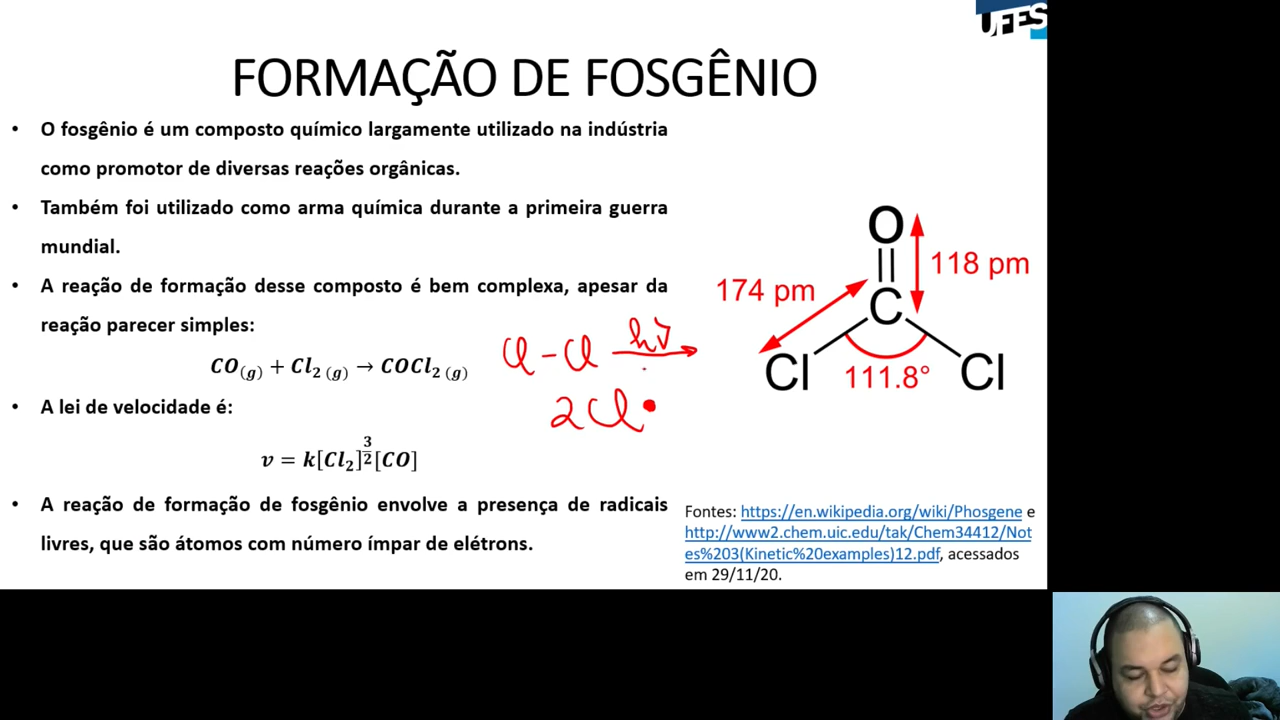 UFES
FORMAÇÃO DE FOSGÊNIO
• O fosgênio é um composto químico largamente utilizado na indústria
como promotor de diversas reações orgânicas.
• Também foi utilizado como arma química durante a primeira guerra
mundial.
• A reação de formação desse composto é bem complexa, apesar da
reação parecer simples:
CO(g) + Cl2 (g) → COCl2 (g)
Cl - Cl hν →
2Cl•
• A lei de velocidade é:
v = k[Cl2]^3/2[CO]
• A reação de formação de fosgênio envolve a presença de radicais
livres, que são átomos com número ímpar de elétrons.
O
118 pm
174 pm
C
Cl 111.8° Cl
Fontes: https://en.wikipedia.org/wiki/Phosgene e
http://www2.chem.uic.edu/tak/Chem34412/Not
es%203(Kinetic%20examples)12.pdf, acessados
em 29/11/20.